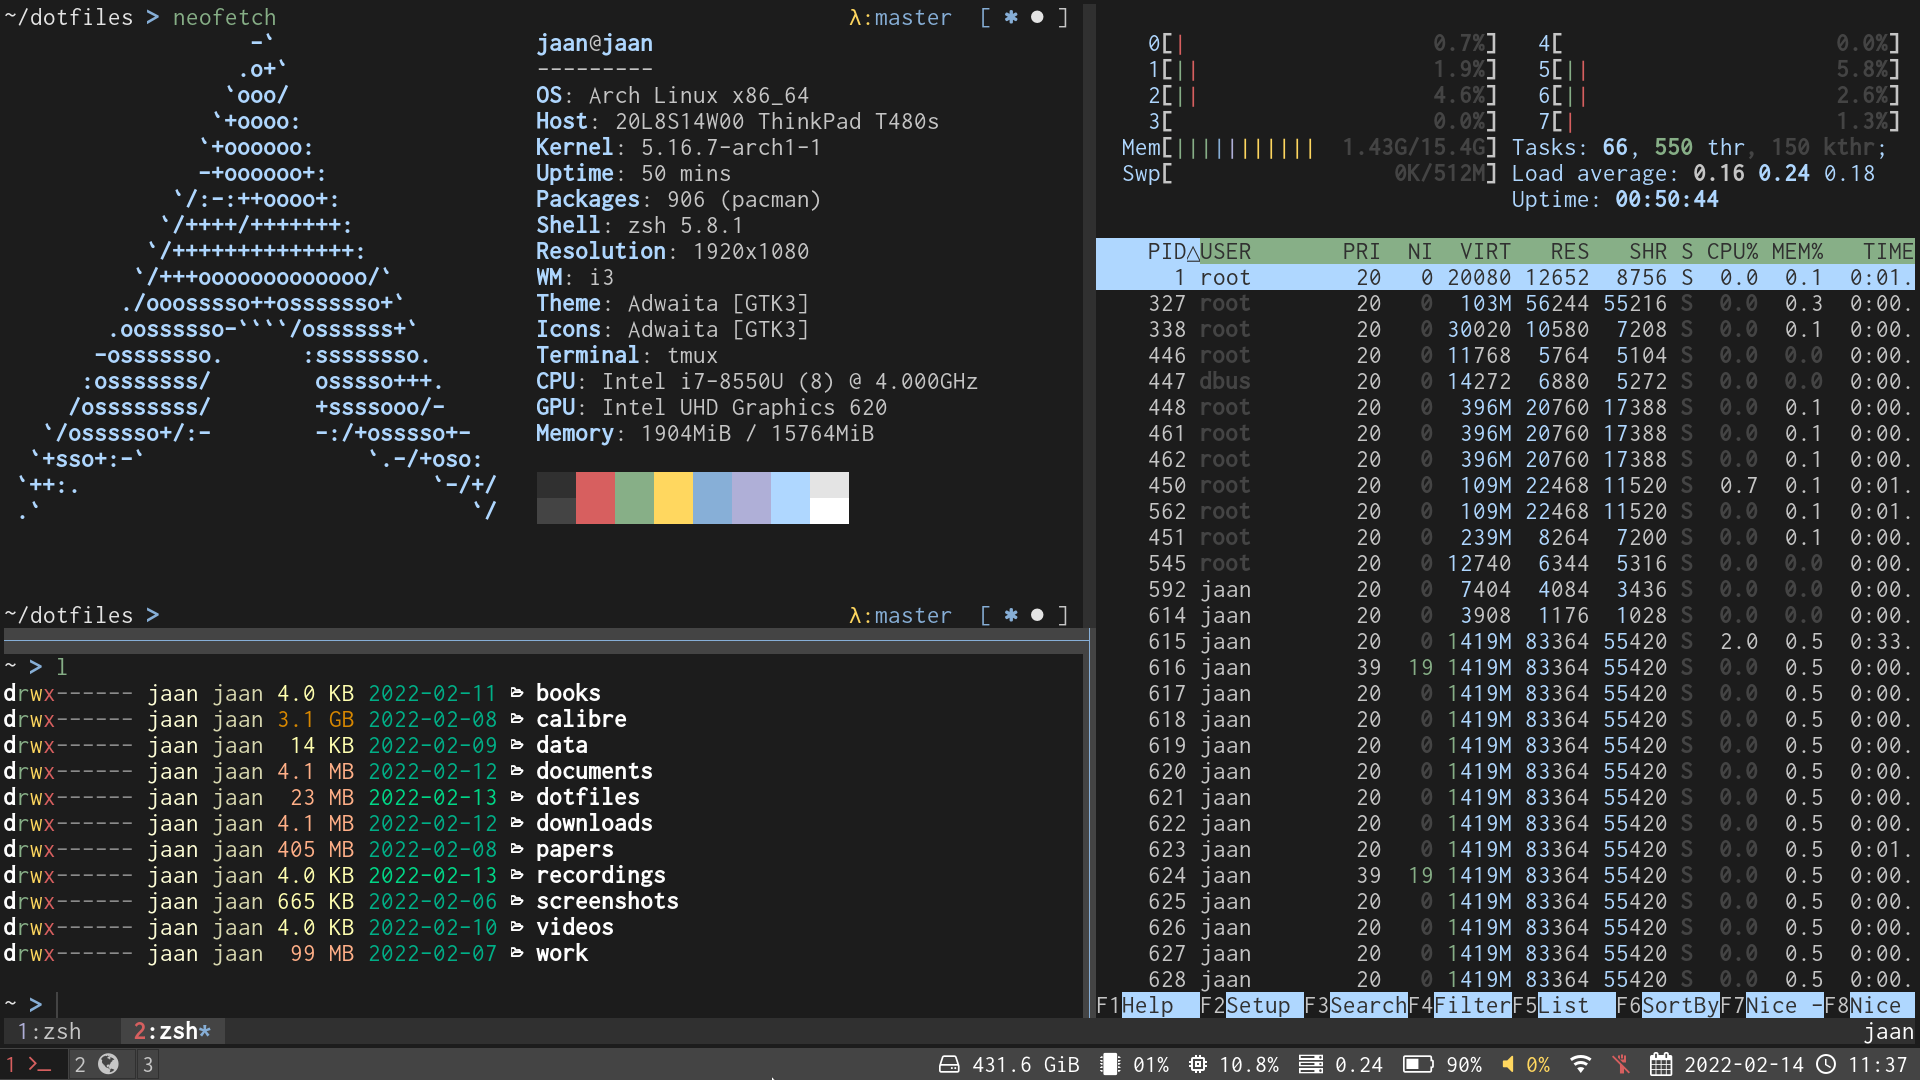 ~/dotfiles > neofetch λ:master [ * ● ]
-`
.o+`
`ooo/
`+oooo:
`+oooooo:
-+oooooo+:
`/:-:++oooo+:
`/++++/+++++++:
`/++++++++++++++:
`/+++ooooooooooooo/`
./ooosssso++osssssso+`
.oossssso-````/ossssss+`
-osssssso. :ssssssso.
:osssssss/ osssso+++.
/ossssssss/ +ssssooo/-
`/ossssso+/:- -:/+osssso+-
`+sso+:-` `.-/+oso:
`++:. `-/+/
.` `/
jaan@jaan
---------
OS: Arch Linux x86_64
Host: 20L8S14W00 ThinkPad T480s
Kernel: 5.16.7-arch1-1
Uptime: 50 mins
Packages: 906 (pacman)
Shell: zsh 5.8.1
Resolution: 1920x1080
WM: i3
Theme: Adwaita [GTK3]
Icons: Adwaita [GTK3]
Terminal: tmux
CPU: Intel i7-8550U (8) @ 4.000GHz
GPU: Intel UHD Graphics 620
Memory: 1904MiB / 15764MiB
~/dotfiles > λ:master [ * ● ]
~ > l
drwx------ jaan jaan 4.0 KB 2022-02-11 books
drwx------ jaan jaan 3.1 GB 2022-02-08 calibre
drwx------ jaan jaan 14 KB 2022-02-09 data
drwx------ jaan jaan 4.1 MB 2022-02-12 documents
drwx------ jaan jaan 23 MB 2022-02-13 dotfiles
drwx------ jaan jaan 4.1 MB 2022-02-12 downloads
drwx------ jaan jaan 405 MB 2022-02-08 papers
drwx------ jaan jaan 4.0 KB 2022-02-13 recordings
drwx------ jaan jaan 665 KB 2022-02-06 screenshots
drwx------ jaan jaan 4.0 KB 2022-02-10 videos
drwx------ jaan jaan 99 MB 2022-02-07 work
~ >
0[| 0.7%] 4[ 0.0%]
1[|| 1.9%] 5[|| 5.8%]
2[|| 4.6%] 6[|| 2.6%]
3[ 0.0%] 7[| 1.3%]
Mem[||||||||||| 1.43G/15.4G] Tasks: 66, 550 thr, 150 kthr;
Swp[ 0K/512M] Load average: 0.16 0.24 0.18
Uptime: 00:50:44
PID△USER PRI NI VIRT RES SHR S CPU% MEM% TIME
1 root 20 0 20080 12652 8756 S 0.0 0.1 0:01.
327 root 20 0 103M 56244 55216 S 0.0 0.3 0:00.
338 root 20 0 30020 10580 7208 S 0.0 0.1 0:00.
446 root 20 0 11768 5764 5104 S 0.0 0.0 0:00.
447 dbus 20 0 14272 6880 5272 S 0.0 0.0 0:00.
448 root 20 0 396M 20760 17388 S 0.0 0.1 0:00.
461 root 20 0 396M 20760 17388 S 0.0 0.1 0:00.
462 root 20 0 396M 20760 17388 S 0.0 0.1 0:00.
450 root 20 0 109M 22468 11520 S 0.7 0.1 0:01.
562 root 20 0 109M 22468 11520 S 0.0 0.1 0:01.
451 root 20 0 239M 8264 7200 S 0.0 0.1 0:00.
545 root 20 0 12740 6344 5316 S 0.0 0.0 0:00.
592 jaan 20 0 7404 4084 3436 S 0.0 0.0 0:00.
614 jaan 20 0 3908 1176 1028 S 0.0 0.0 0:00.
615 jaan 20 0 1419M 83364 55420 S 2.0 0.5 0:33.
616 jaan 39 19 1419M 83364 55420 S 0.0 0.5 0:00.
617 jaan 20 0 1419M 83364 55420 S 0.0 0.5 0:00.
618 jaan 20 0 1419M 83364 55420 S 0.0 0.5 0:00.
619 jaan 20 0 1419M 83364 55420 S 0.0 0.5 0:00.
620 jaan 20 0 1419M 83364 55420 S 0.0 0.5 0:00.
621 jaan 20 0 1419M 83364 55420 S 0.0 0.5 0:00.
622 jaan 20 0 1419M 83364 55420 S 0.0 0.5 0:00.
623 jaan 20 0 1419M 83364 55420 S 0.0 0.5 0:01.
624 jaan 39 19 1419M 83364 55420 S 0.0 0.5 0:00.
625 jaan 20 0 1419M 83364 55420 S 0.0 0.5 0:00.
626 jaan 20 0 1419M 83364 55420 S 0.0 0.5 0:00.
627 jaan 20 0 1419M 83364 55420 S 0.0 0.5 0:00.
628 jaan 20 0 1419M 83364 55420 S 0.0 0.5 0:00.
F1Help F2Setup F3SearchF4FilterF5List F6SortByF7Nice -F8Nice
1:zsh 2:zsh* jaan
1 2 3 431.6 GiB 01% 10.8% 0.24 90% 0% 2022-02-14 11:37